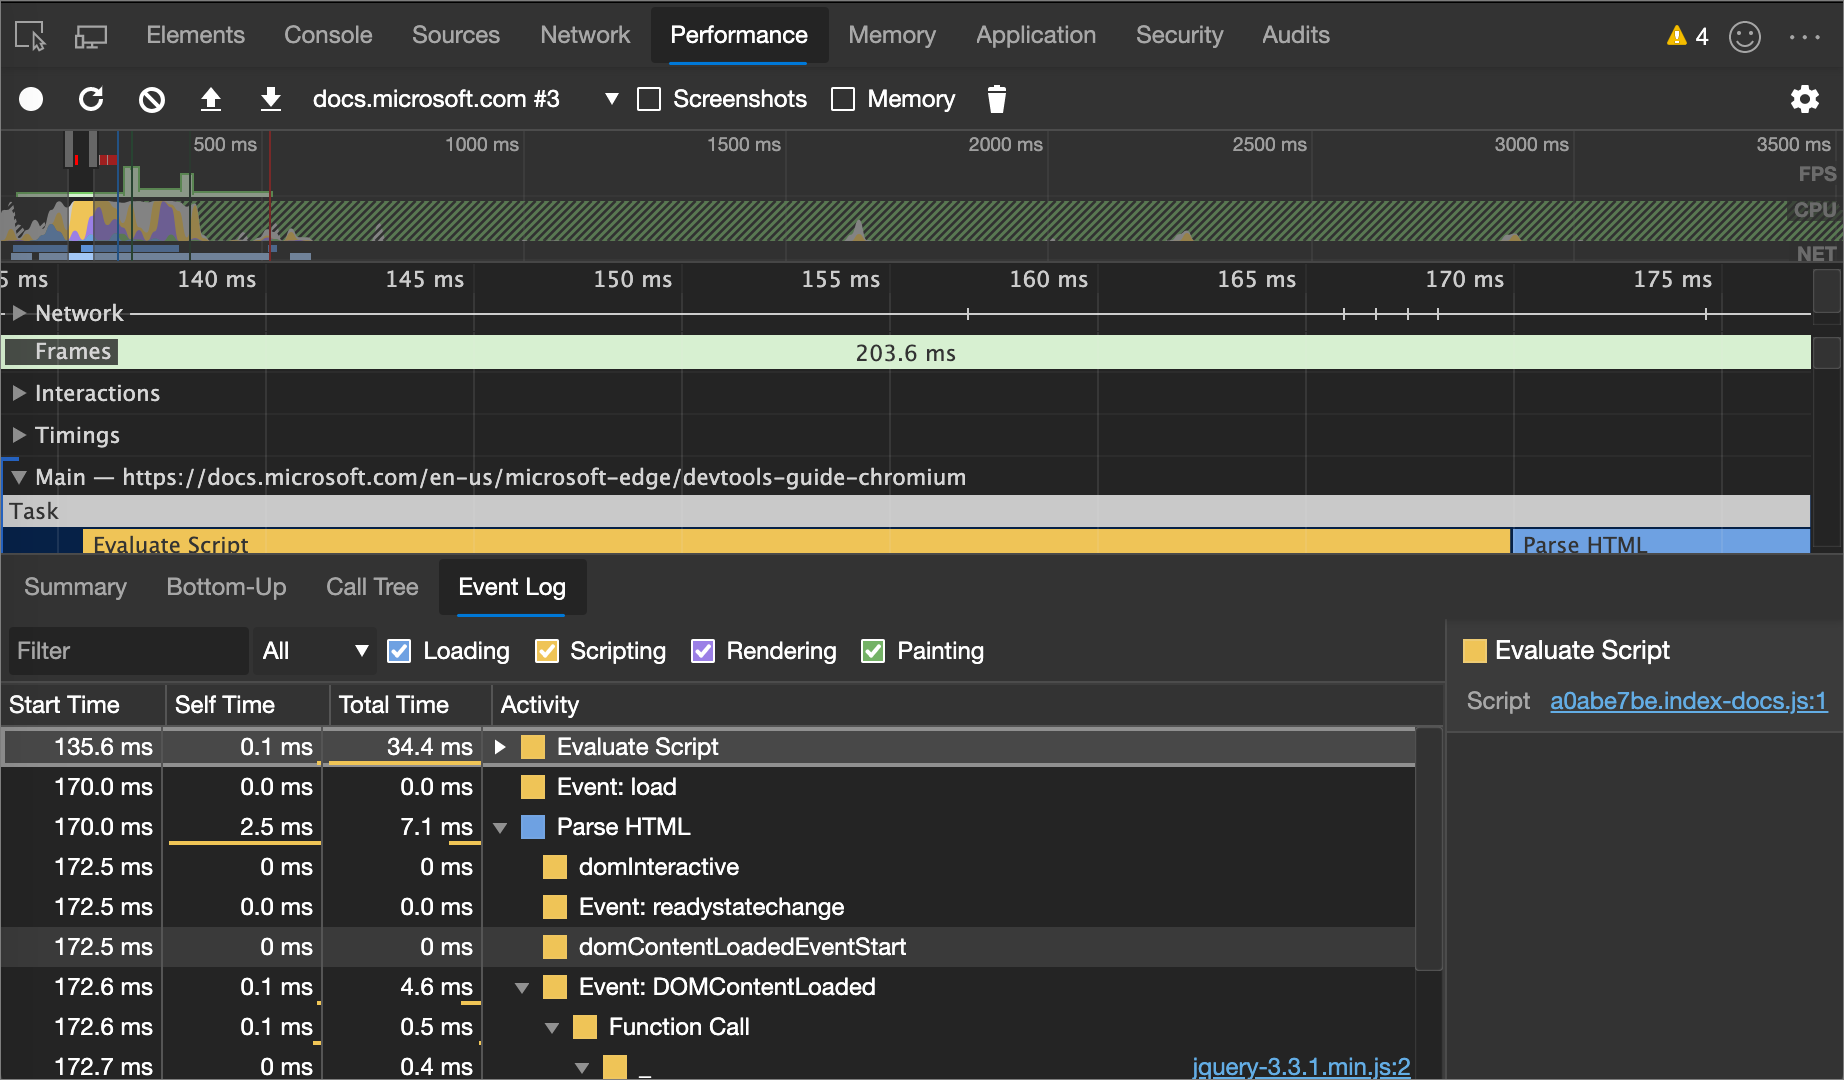 Elements Console Sources Network Performance Memory Application Security Audits 4
docs.microsoft.com #3 Screenshots Memory
500 ms 1000 ms 1500 ms 2000 ms 2500 ms 3000 ms 3500 ms
FPS
CPU
NET
5 ms 140 ms 145 ms 150 ms 155 ms 160 ms 165 ms 170 ms 175 ms
Network
Frames 203.6 ms
Interactions
Timings
Main — https://docs.microsoft.com/en-us/microsoft-edge/devtools-guide-chromium
Task
Evaluate Script Parse HTML
Summary Bottom-Up Call Tree Event Log
Filter All Loading Scripting Rendering Painting
Evaluate Script
Script a0abe7be.index-docs.js:1
Start Time Self Time Total Time Activity
135.6 ms 0.1 ms 34.4 ms Evaluate Script
170.0 ms 0.0 ms 0.0 ms Event: load
170.0 ms 2.5 ms 7.1 ms Parse HTML
172.5 ms 0 ms 0 ms domInteractive
172.5 ms 0.0 ms 0.0 ms Event: readystatechange
172.5 ms 0 ms 0 ms domContentLoadedEventStart
172.6 ms 0.1 ms 4.6 ms Event: DOMContentLoaded
172.6 ms 0.1 ms 0.5 ms Function Call
172.7 ms 0 ms 0.4 ms _ jquery-3.3.1.min.js:2